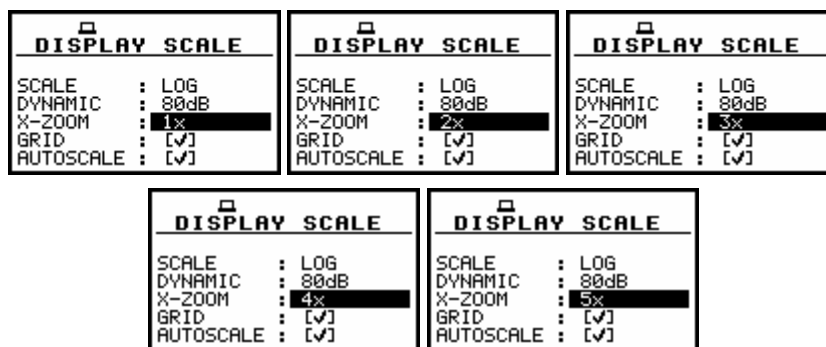 DISPLAY SCALE
SCALE : LOG
DYNAMIC : 80dB
X-ZOOM : 1x
GRID : [✓]
AUTOSCALE : [✓]
DISPLAY SCALE
SCALE : LOG
DYNAMIC : 80dB
X-ZOOM : 2x
GRID : [✓]
AUTOSCALE : [✓]
DISPLAY SCALE
SCALE : LOG
DYNAMIC : 80dB
X-ZOOM : 3x
GRID : [✓]
AUTOSCALE : [✓]
DISPLAY SCALE
SCALE : LOG
DYNAMIC : 80dB
X-ZOOM : 4x
GRID : [✓]
AUTOSCALE : [✓]
DISPLAY SCALE
SCALE : LOG
DYNAMIC : 80dB
X-ZOOM : 5x
GRID : [✓]
AUTOSCALE : [✓]